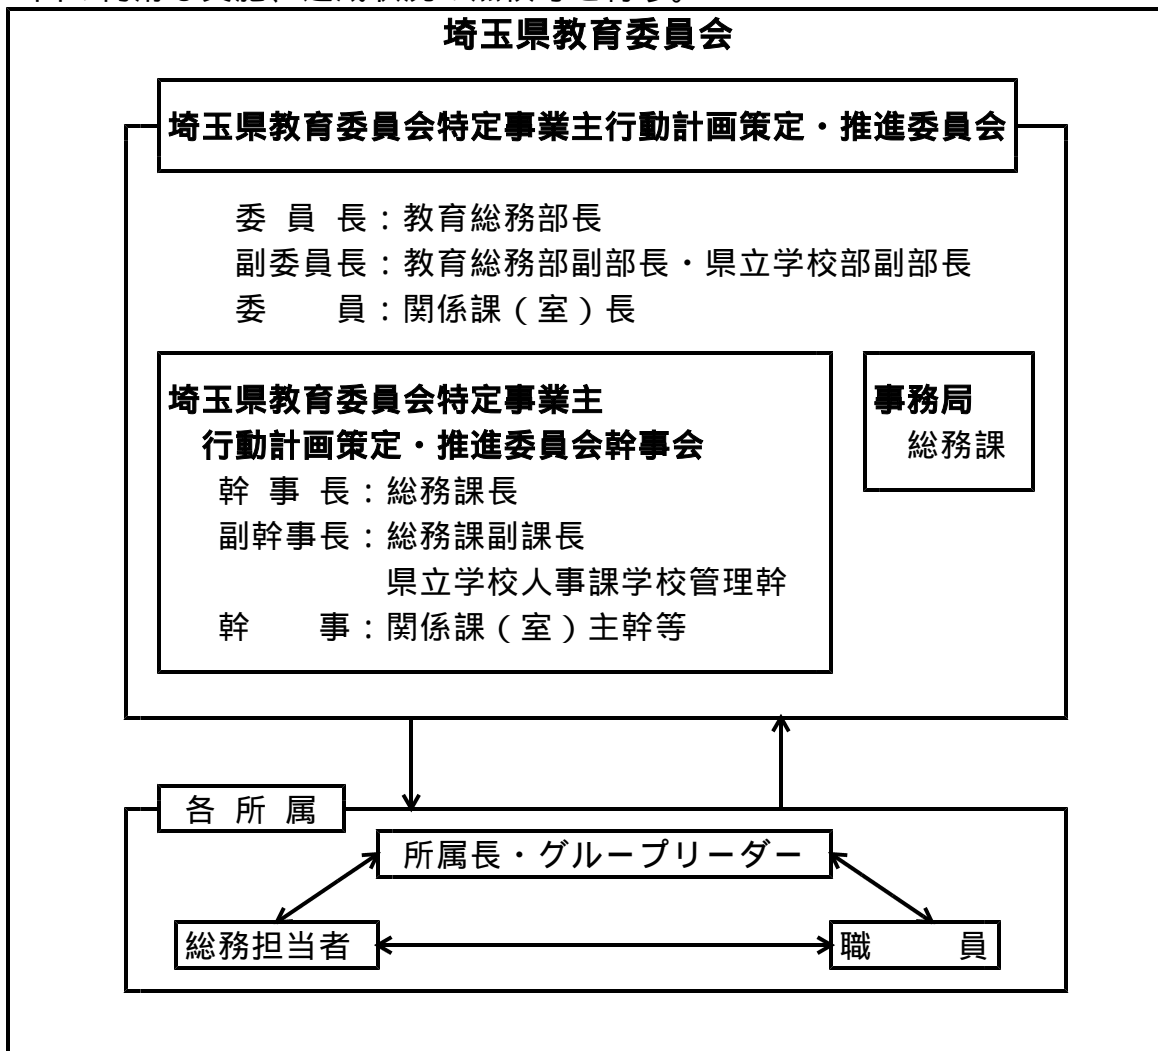 埼玉県教育委員会
埼玉県教育委員会特定事業主行動計画策定・推進委員会
委員長：教育総務部長
副委員長：教育総務部副部長・県立学校部副部長
委　　員：関係課（室）長
埼玉県教育委員会特定事業主
行動計画策定・推進委員会幹事会
幹事長：総務課長
副幹事長：総務課副課長
県立学校人事課学校管理幹
幹　　事：関係課（室）主幹等
事務局
総務課
各所属
所属長・グループリーダー
総務担当者
職　　員